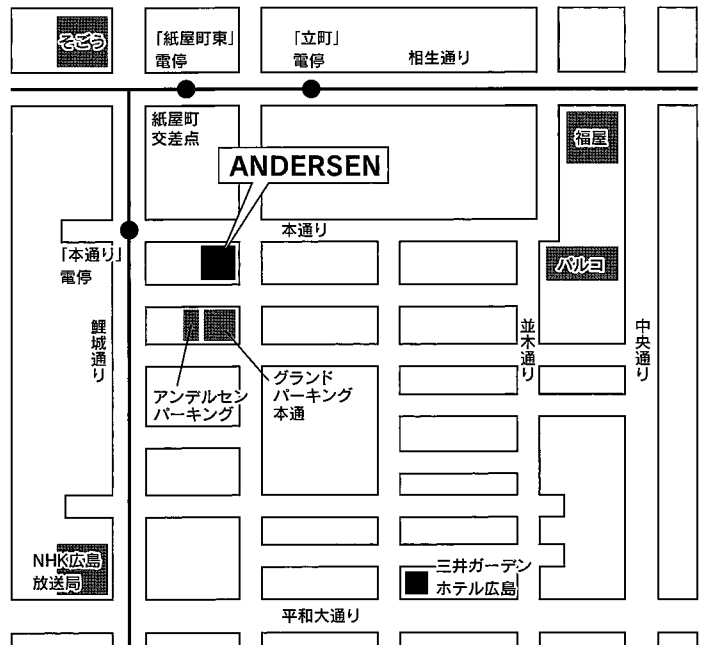 そごう
「紙屋町東」
電停
「立町」
電停
相生通り
紙屋町
交差点
福屋
ANDERSEN
本通り
「本通り」
電停
パルコ
鯉城通り
並木通り
中央通り
アンデルセン
パーキング
グランド
パーキング
本通
NHK広島
放送局
三井ガーデン
ホテル広島
平和大通り